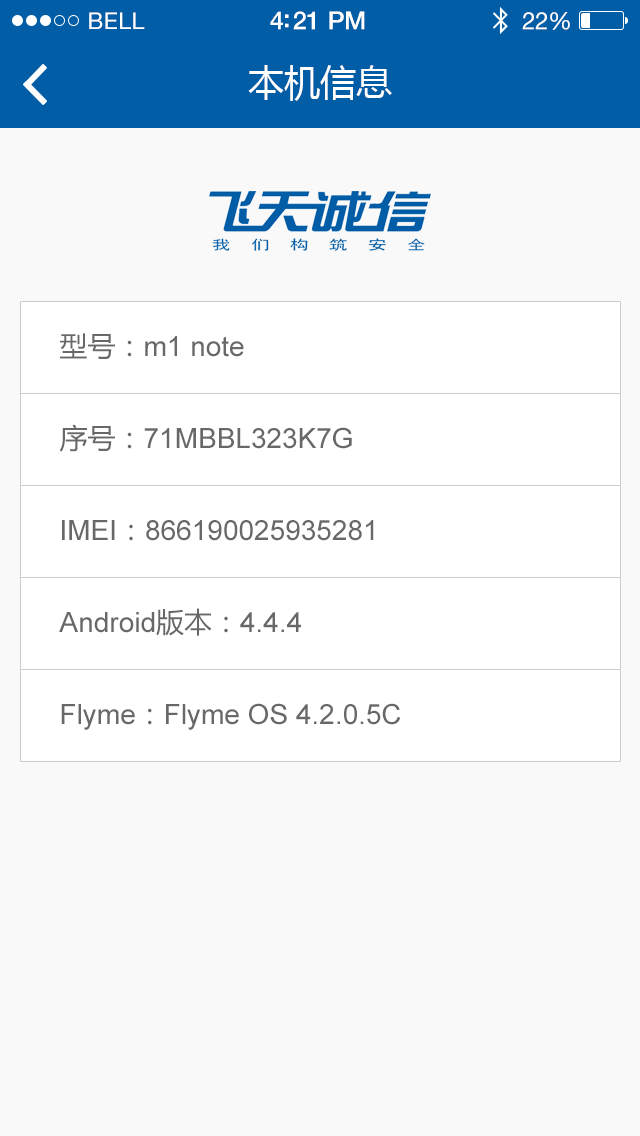 BELL 4:21 PM 22%
本机信息
飞天诚信
我们构筑安全
型号：m1 note
序号：71MBBL323K7G
IMEI：866190025935281
Android版本：4.4.4
Flyme：Flyme OS 4.2.0.5C